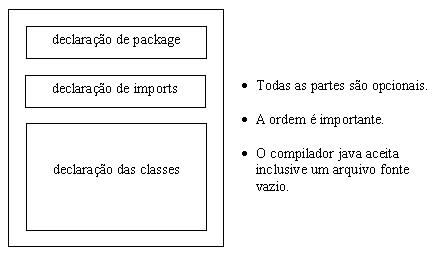 declaração de package
declaração de imports
declaração das classes
• Todas as partes são opcionais.
• A ordem é importante.
• O compilador java aceita
inclusive um arquivo fonte
vazio.